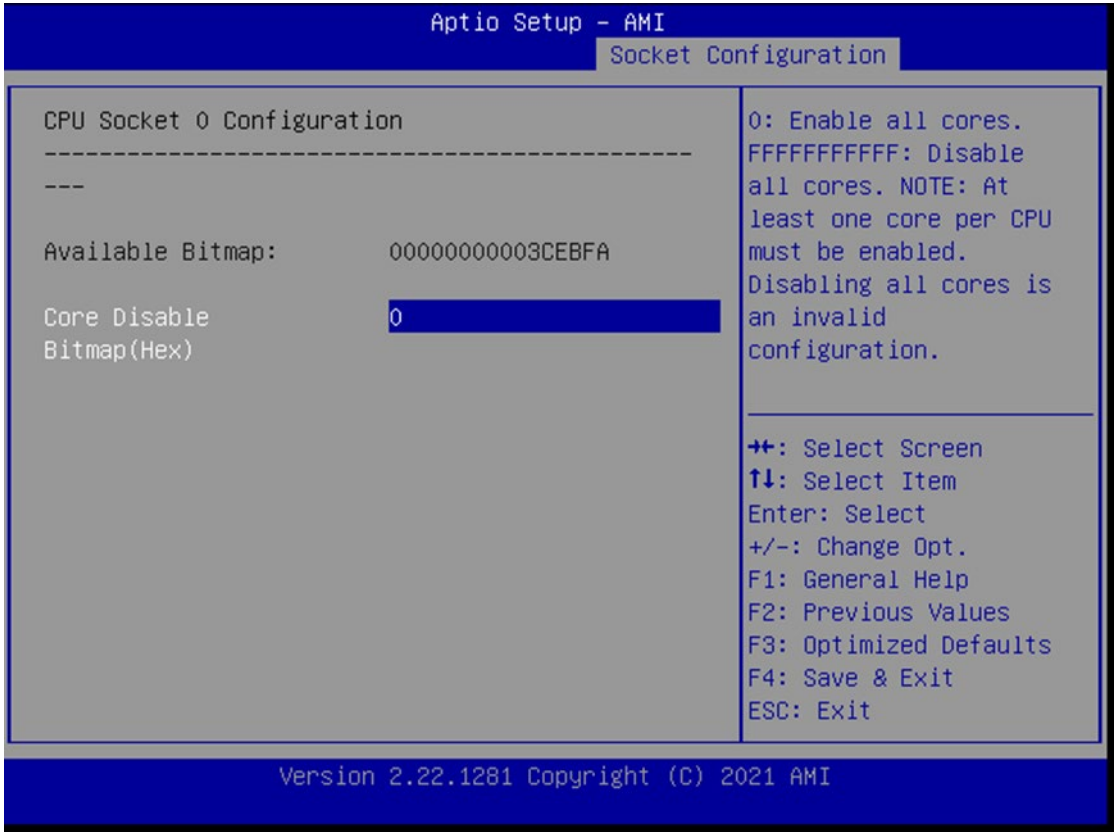 Aptio Setup – AMI
Socket Configuration
CPU Socket 0 Configuration
-----------------------------------------------
---
Available Bitmap: 00000000003CEBFA
Core Disable 0
Bitmap(Hex)
0: Enable all cores.
FFFFFFFFFFF: Disable
all cores. NOTE: At
least one core per CPU
must be enabled.
Disabling all cores is
an invalid
configuration.
→←: Select Screen
↑↓: Select Item
Enter: Select
+/-: Change Opt.
F1: General Help
F2: Previous Values
F3: Optimized Defaults
F4: Save & Exit
ESC: Exit
Version 2.22.1281 Copyright (C) 2021 AMI